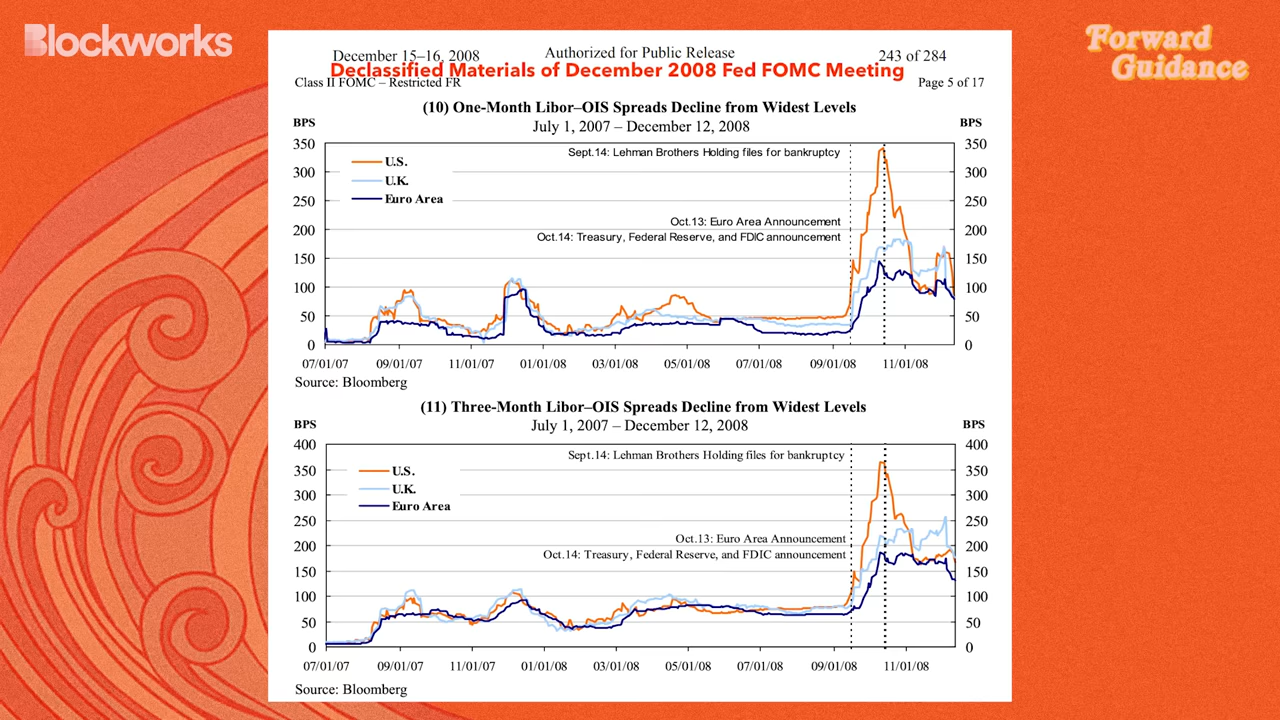 Blockworks
Forward
Guidance
December 15–16, 2008 Authorized for Public Release 243 of 284
Declassified Materials of December 2008 Fed FOMC Meeting
Class II FOMC – Restricted FR Page 5 of 17
(10) One-Month Libor–OIS Spreads Decline from Widest Levels
BPS July 1, 2007 – December 12, 2008 BPS
350 350
300 300
250 250
200 200
150 150
100 100
50 50
0 0
U.S.
U.K.
Euro Area
Sept.14: Lehman Brothers Holding files for bankruptcy
Oct.13: Euro Area Announcement
Oct.14: Treasury, Federal Reserve, and FDIC announcement
07/01/07 09/01/07 11/01/07 01/01/08 03/01/08 05/01/08 07/01/08 09/01/08 11/01/08
Source: Bloomberg
(11) Three-Month Libor–OIS Spreads Decline from Widest Levels
BPS July 1, 2007 – December 12, 2008 BPS
400 400
350 350
300 300
250 250
200 200
150 150
100 100
50 50
0 0
U.S.
U.K.
Euro Area
Sept.14: Lehman Brothers Holding files for bankruptcy
Oct.13: Euro Area Announcement
Oct.14: Treasury, Federal Reserve, and FDIC announcement
07/01/07 09/01/07 11/01/07 01/01/08 03/01/08 05/01/08 07/01/08 09/01/08 11/01/08
Source: Bloomberg